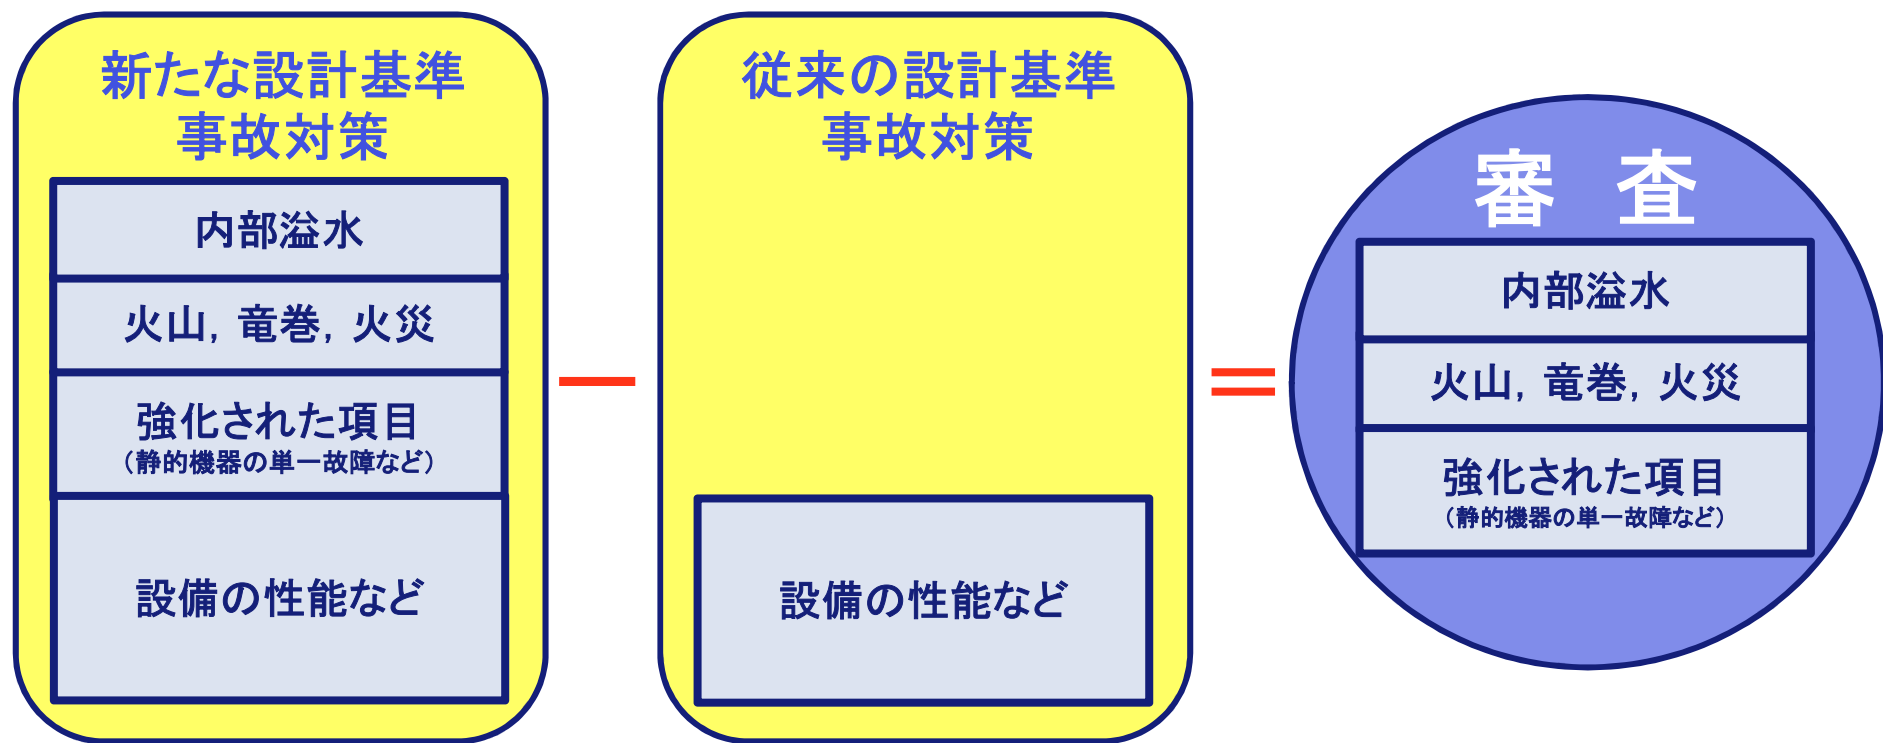 新たな設計基準
事故対策
内部溢水
火山，竜巻，火災
強化された項目
（静的機器の単一故障など）
設備の性能など
－
従来の設計基準
事故対策
設備の性能など
＝
審　査
内部溢水
火山，竜巻，火災
強化された項目
（静的機器の単一故障など）